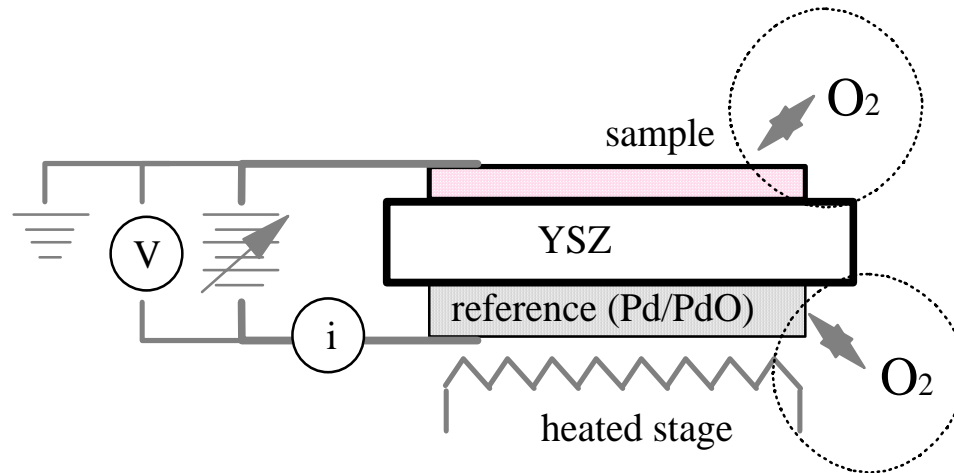 O2
sample
V
YSZ
reference (Pd/PdO)
i
O2
heated stage